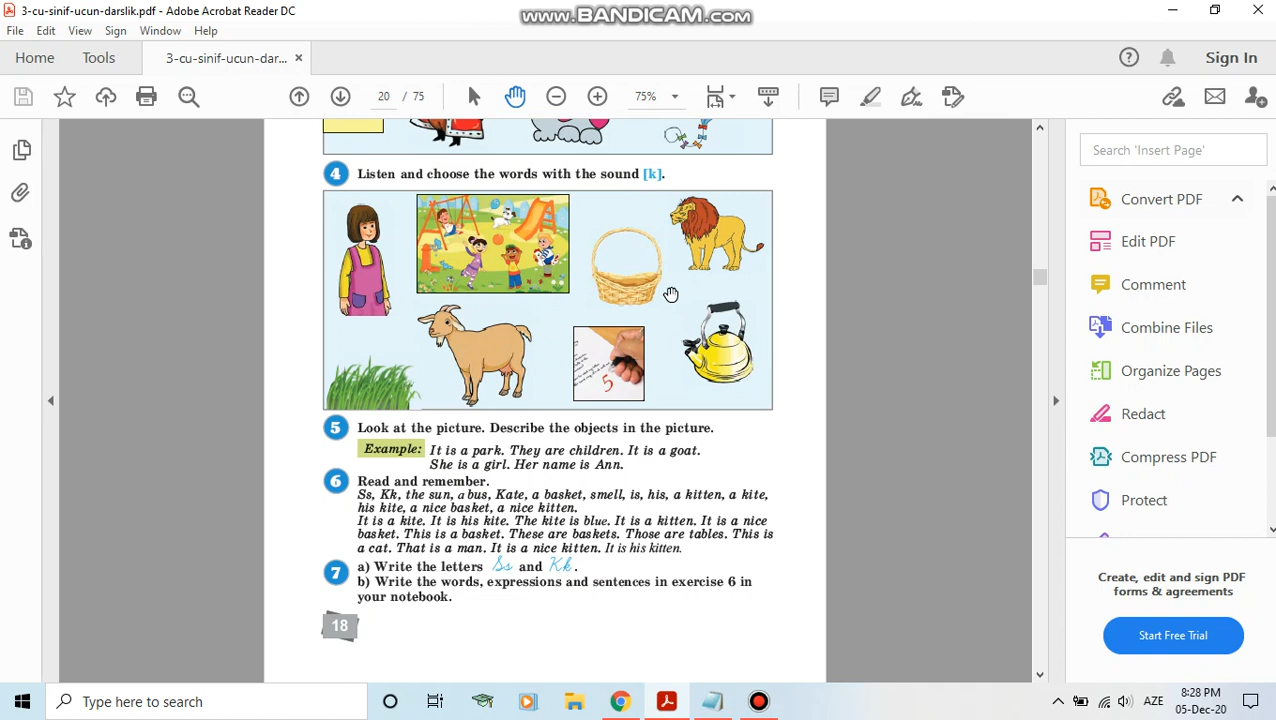 3-cu-sinif-ucun-darslik.pdf - Adobe Acrobat Reader DC
www.BANDICAM.com
File Edit View Sign Window Help
Home Tools 3-cu-sinif-ucun-dar... × Sign In
20 / 75 75%
4 Listen and choose the words with the sound [k].
5
5 Look at the picture. Describe the objects in the picture.
Example: It is a park. They are children. It is a goat.
She is a girl. Her name is Ann.
6 Read and remember.
Ss, Kk, the sun, a bus, Kate, a basket, smell, is, his, a kitten, a kite,
his kite, a nice basket, a nice kitten.
It is a kite. It is his kite. The kite is blue. It is a kitten. It is a nice
basket. This is a basket. These are baskets. Those are tables. This is
a cat. That is a man. It is a nice kitten. It is his kitten.
7 a) Write the letters Ss and Kk.
b) Write the words, expressions and sentences in exercise 6 in
your notebook.
18
Search 'Insert Page'
Convert PDF
Edit PDF
Comment
Combine Files
Organize Pages
Redact
Compress PDF
Protect
Create, edit and sign PDF
forms & agreements
Start Free Trial
Type here to search
AZE
8:28 PM
05-Dec-20